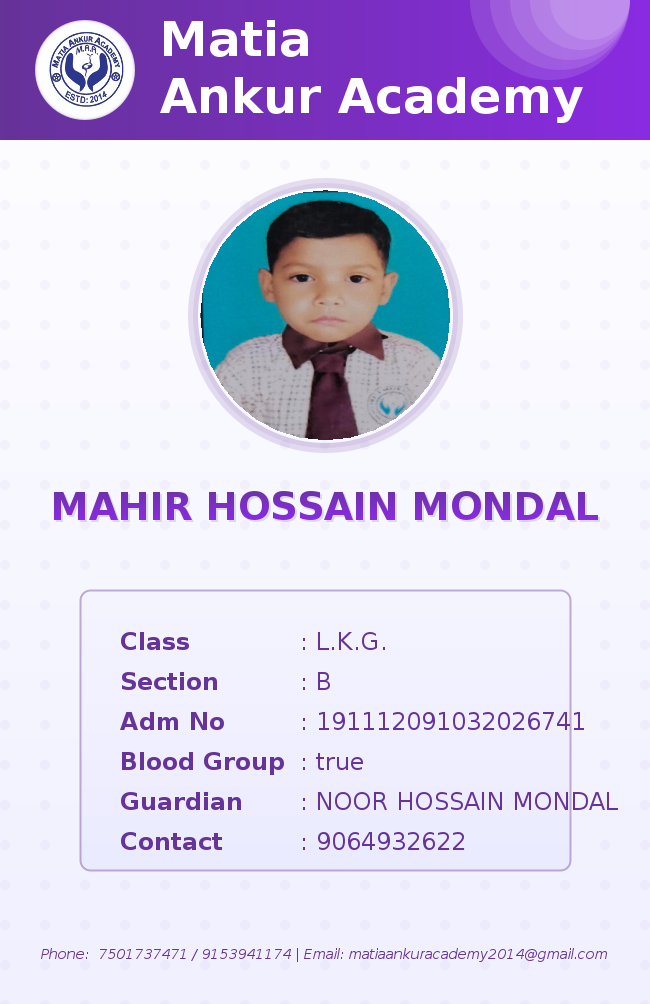 Matia
Ankur Academy
MATIA ANKUR ACADEMY
M.A.A.
ESTD: 2014
MAHIR HOSSAIN MONDAL
Class : L.K.G.
Section : B
Adm No : 191112091032026741
Blood Group : true
Guardian : NOOR HOSSAIN MONDAL
Contact : 9064932622
Phone: 7501737471 / 9153941174 | Email: matiaankuracademy2014@gmail.com